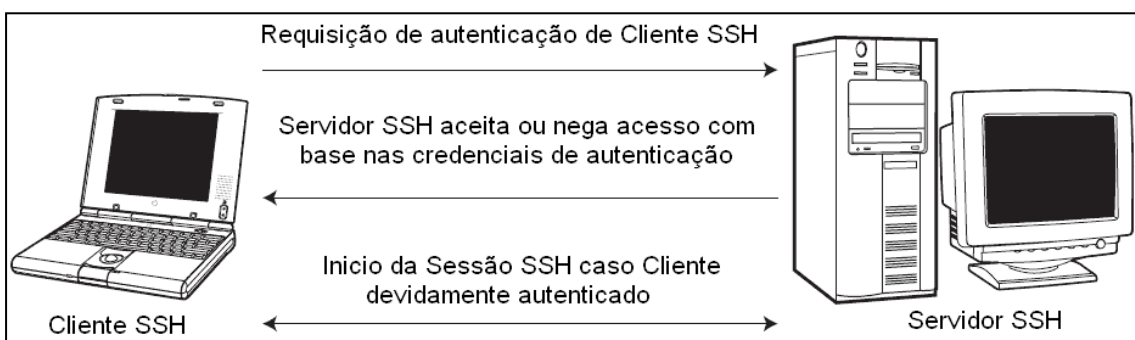 Requisição de autenticação de Cliente SSH
Servidor SSH aceita ou nega acesso com
base nas credenciais de autenticação
Inicio da Sessão SSH caso Cliente
devidamente autenticado
Cliente SSH
Servidor SSH